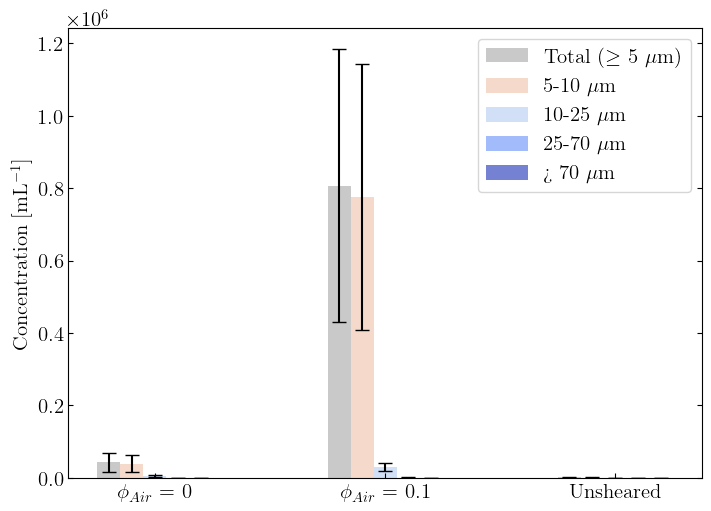 ×10⁶
1.2
1.0
0.8
0.6
0.4
0.2
0.0
Concentration [mL⁻¹]
Total (≥ 5 μm)
5-10 μm
10-25 μm
25-70 μm
¿ 70 μm
ϕ_Air = 0
ϕ_Air = 0.1
Unsheared